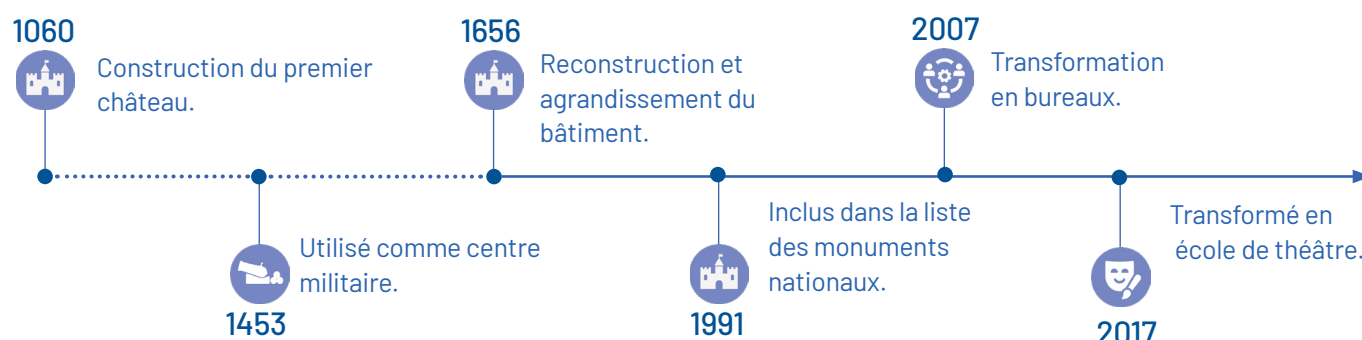 1060
Construction du premier
château.
1453
Utilisé comme centre
militaire.
1656
Reconstruction et
agrandissement du
bâtiment.
1991
Inclus dans la liste
des monuments
nationaux.
2007
Transformation
en bureaux.
2017
Transformé en
école de théâtre.